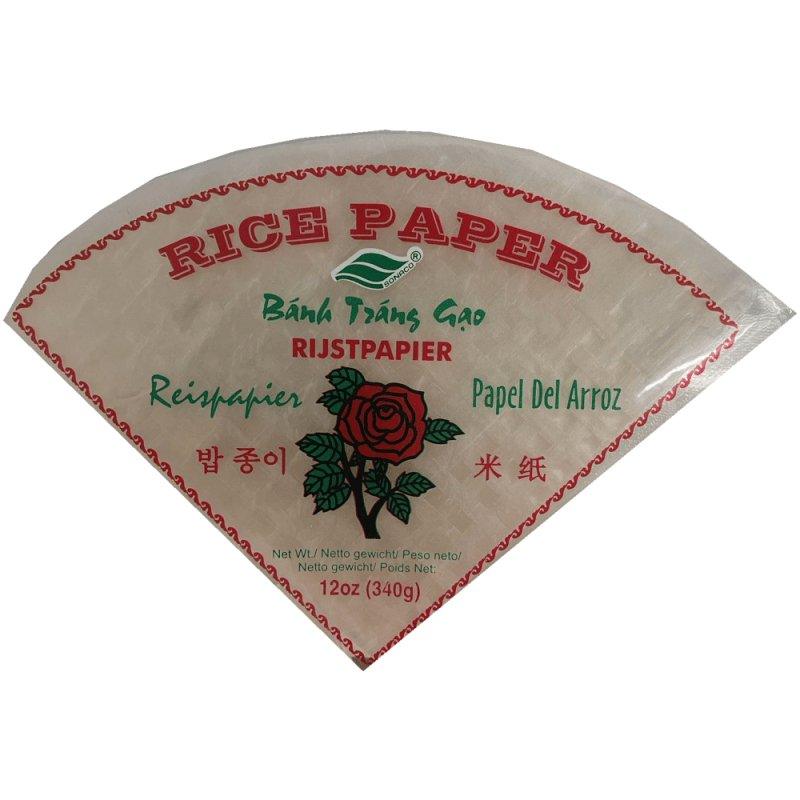 RICE PAPER
SONACO®
Bánh Tráng Gạo
RIJSTPAPIER
Reispapier
Papel Del Arroz
밥 종이
米 纸
Net Wt./ Netto gewicht/ Peso neto/
Netto gewicht/ Poids Net:
12oz (340g)